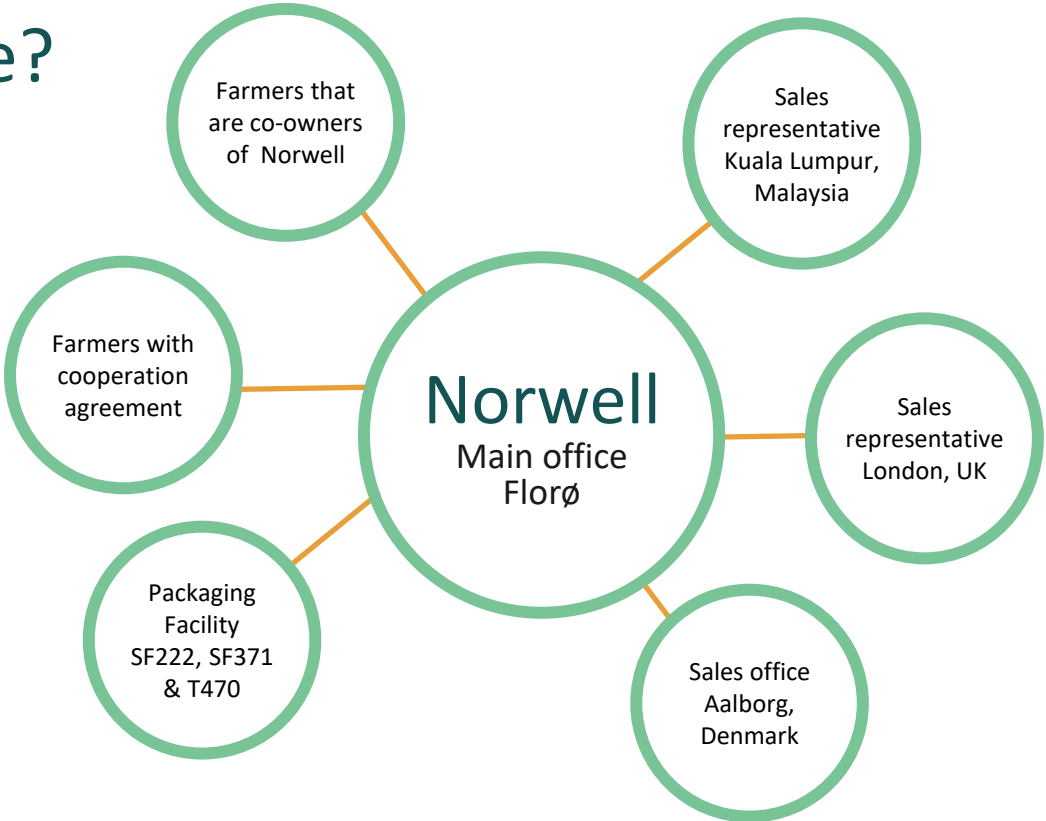 e?
Farmers that
are co-owners
of Norwell
Sales
representative
Kuala Lumpur,
Malaysia
Farmers with
cooperation
agreement
Norwell
Main office
Florø
Sales
representative
London, UK
Packaging
Facility
SF222, SF371
& T470
Sales office
Aalborg,
Denmark